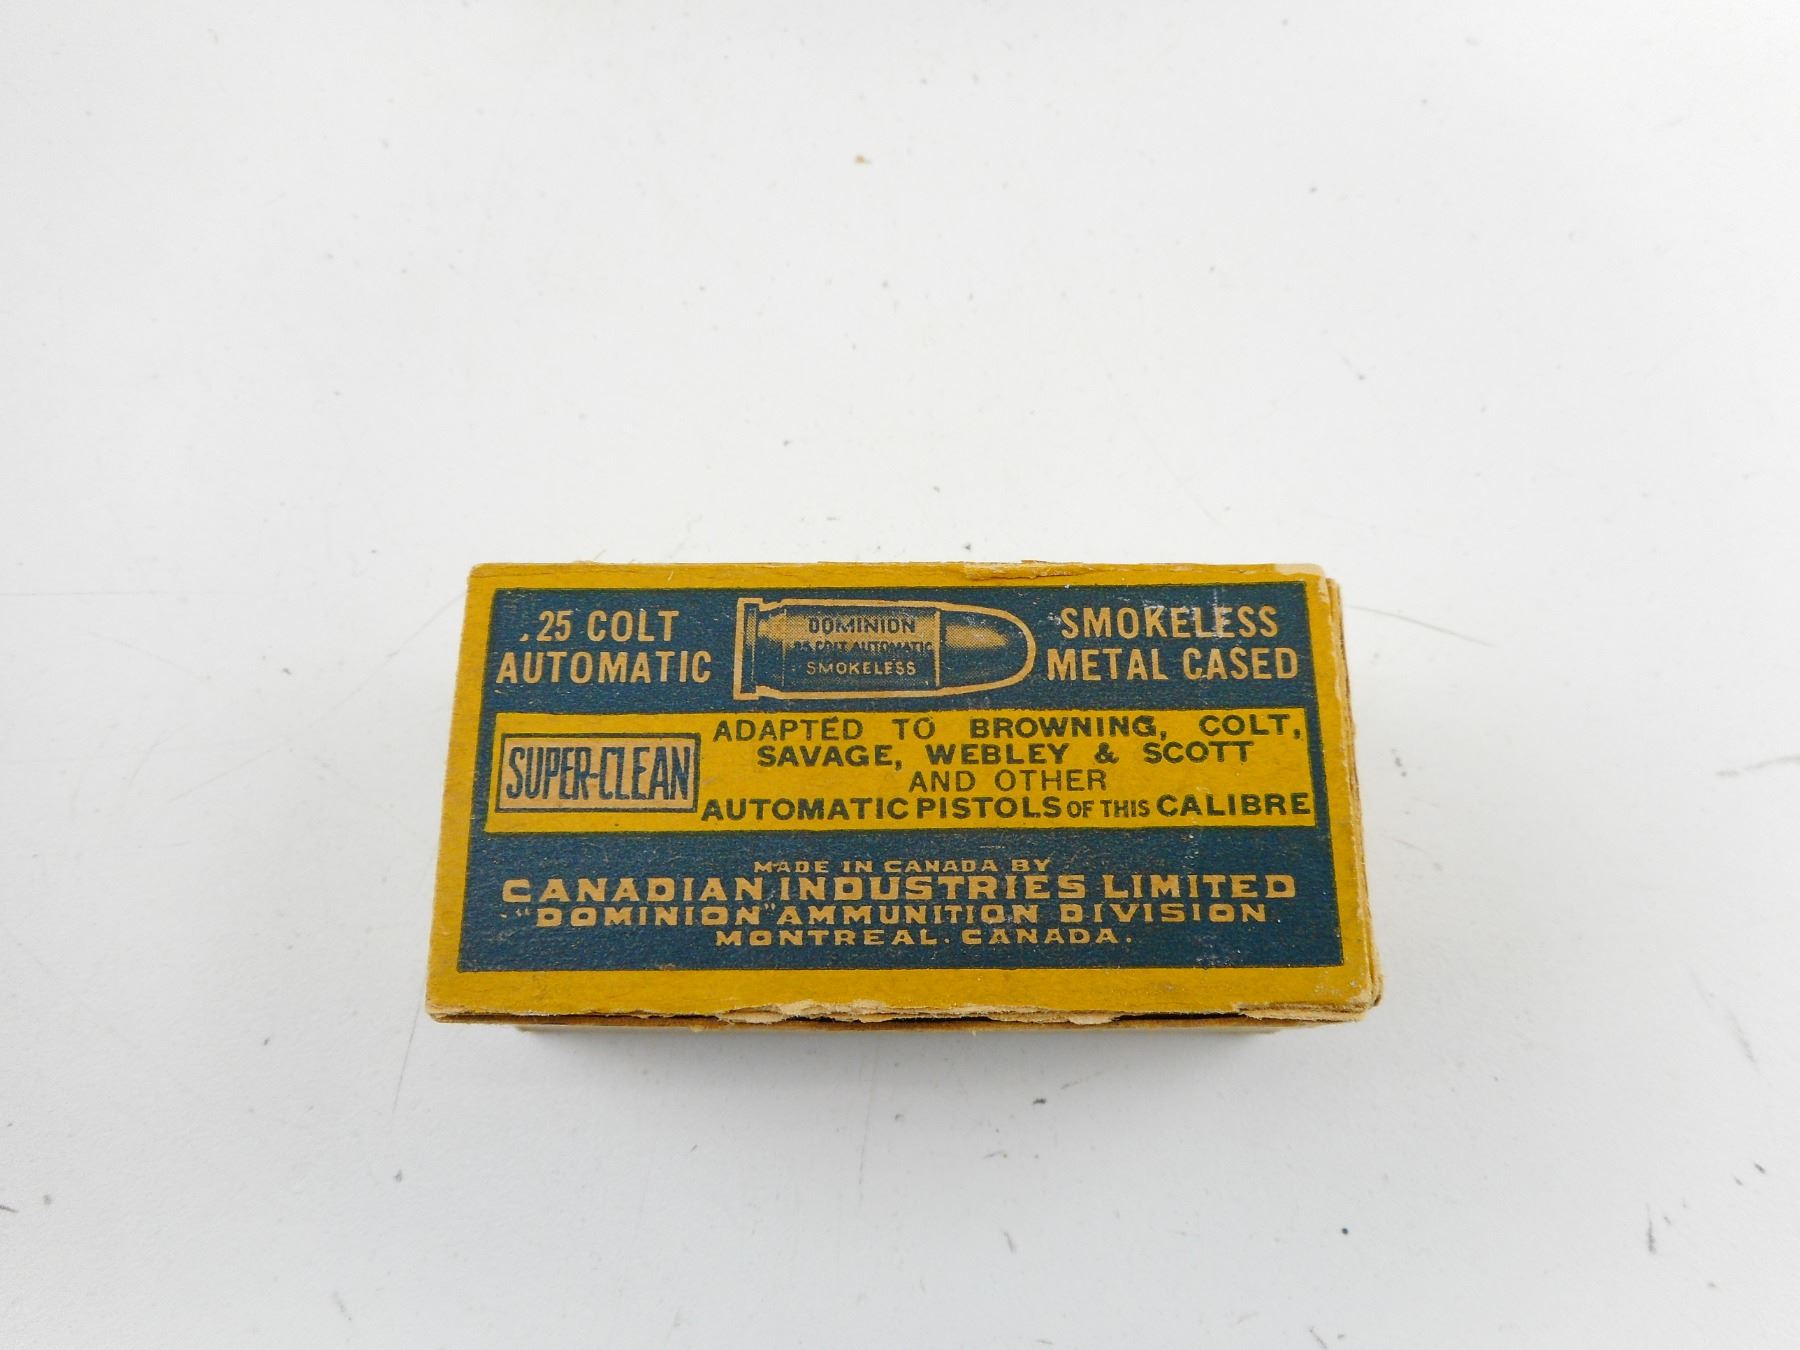 .25 COLT
AUTOMATIC
DOMINION
.25 COLT AUTOMATIC
SMOKELESS
SMOKELESS
METAL CASED
SUPER-CLEAN
ADAPTED TO BROWNING, COLT,
SAVAGE, WEBLEY & SCOTT
AND OTHER
AUTOMATIC PISTOLS OF THIS CALIBRE
MADE IN CANADA BY
CANADIAN INDUSTRIES LIMITED
"DOMINION" AMMUNITION DIVISION
MONTREAL. CANADA.